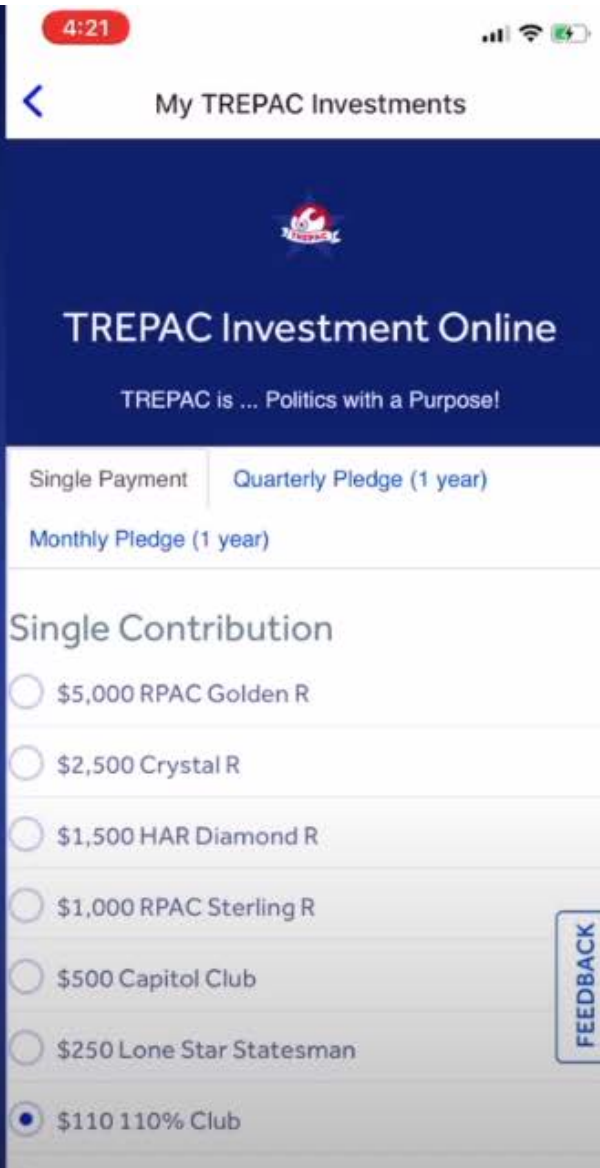 4:21
My TREPAC Investments
TREPAC
TREPAC Investment Online
TREPAC is ... Politics with a Purpose!
Single Payment
Quarterly Pledge (1 year)
Monthly Pledge (1 year)
Single Contribution
$5,000 RPAC Golden R
$2,500 Crystal R
$1,500 HAR Diamond R
$1,000 RPAC Sterling R
$500 Capitol Club
$250 Lone Star Statesman
$110 110% Club
FEEDBACK